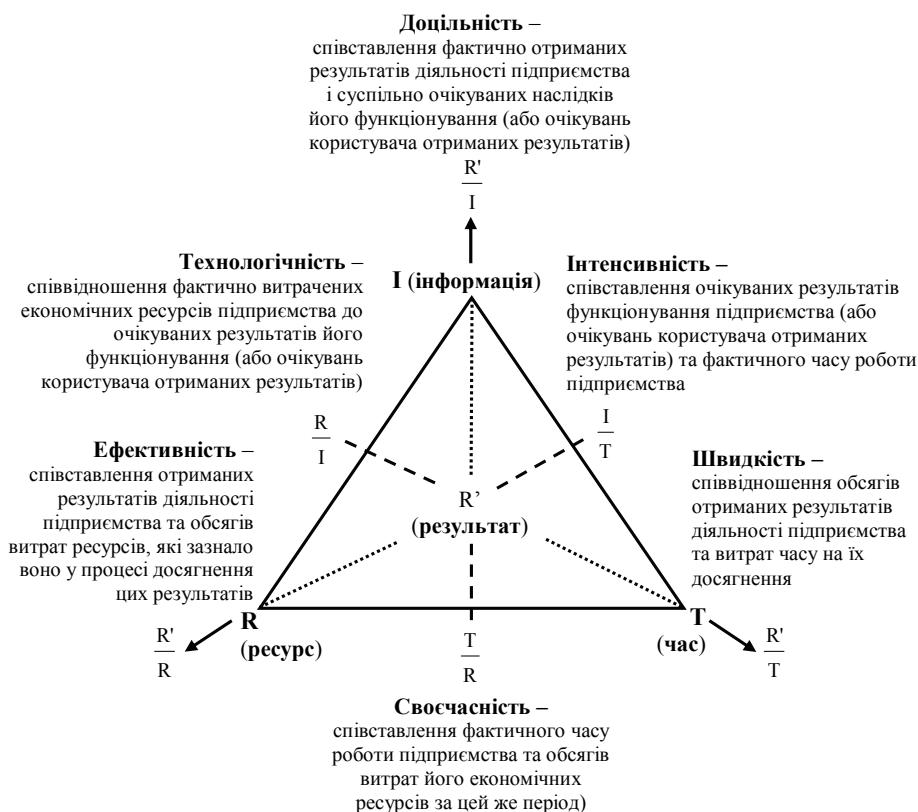 Доцільність –
співставлення фактично отриманих
результатів діяльності підприємства
і суспільно очікуваних наслідків
його функціонування (або очікувань
користувача отриманих результатів)
R'
I
Технологічність –
співвідношення фактично витрачених
економічних ресурсів підприємства до
очікуваних результатів його
функціонування (або очікувань
користувача отриманих результатів)
I (інформація)
Інтенсивність –
співставлення очікуваних результатів
функціонування підприємства (або
очікувань користувача отриманих
результатів) та фактичного часу роботи
підприємства
R
I
I
T
Ефективність –
співставлення отриманих
результатів діяльності
підприємства та обсягів
витрат ресурсів, які зазнало
воно у процесі досягнення
цих результатів
R’
(результат)
Швидкість –
співвідношення обсягів
отриманих результатів
діяльності підприємства
та витрат часу на їх
досягнення
R
(ресурс)
T
(час)
R'
R
T
R
R'
T
Своєчасність –
співставлення фактичного часу
роботи підприємства та обсягів
витрат його економічних
ресурсів за цей же період)